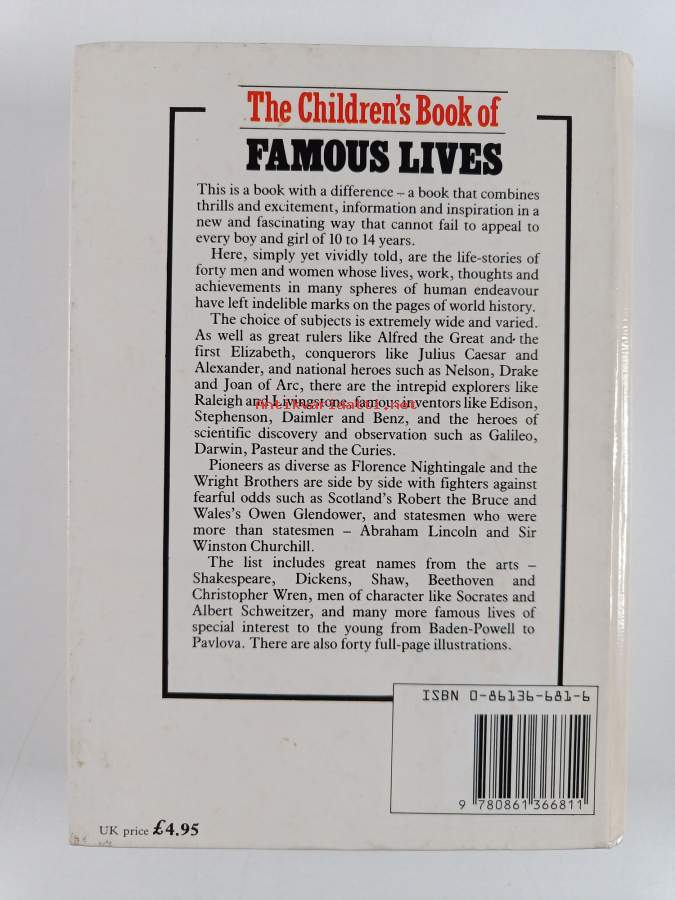 The Children's Book of
FAMOUS LIVES
This is a book with a difference – a book that combines
thrills and excitement, information and inspiration in a
new and fascinating way that cannot fail to appeal to
every boy and girl of 10 to 14 years.
Here, simply yet vividly told, are the life-stories of
forty men and women whose lives, work, thoughts and
achievements in many spheres of human endeavour
have left indelible marks on the pages of world history.
The choice of subjects is extremely wide and varied.
As well as great rulers like Alfred the Great and the
first Elizabeth, conquerors like Julius Caesar and
Alexander, and national heroes such as Nelson, Drake
and Joan of Arc, there are the intrepid explorers like
Raleigh and Livingstone, famous inventors like Edison,
Antikvariaatti.net
Stephenson, Daimler and Benz, and the heroes of
scientific discovery and observation such as Galileo,
Darwin, Pasteur and the Curies.
Pioneers as diverse as Florence Nightingale and the
Wright Brothers are side by side with fighters against
fearful odds such as Scotland's Robert the Bruce and
Wales's Owen Glendower, and statesmen who were
more than statesmen – Abraham Lincoln and Sir
Winston Churchill.
The list includes great names from the arts –
Shakespeare, Dickens, Shaw, Beethoven and
Christopher Wren, men of character like Socrates and
Albert Schweitzer, and many more famous lives of
special interest to the young from Baden-Powell to
Pavlova. There are also forty full-page illustrations.
ISBN 0-86136-681-6
9 780861 366811
UK price £4.95